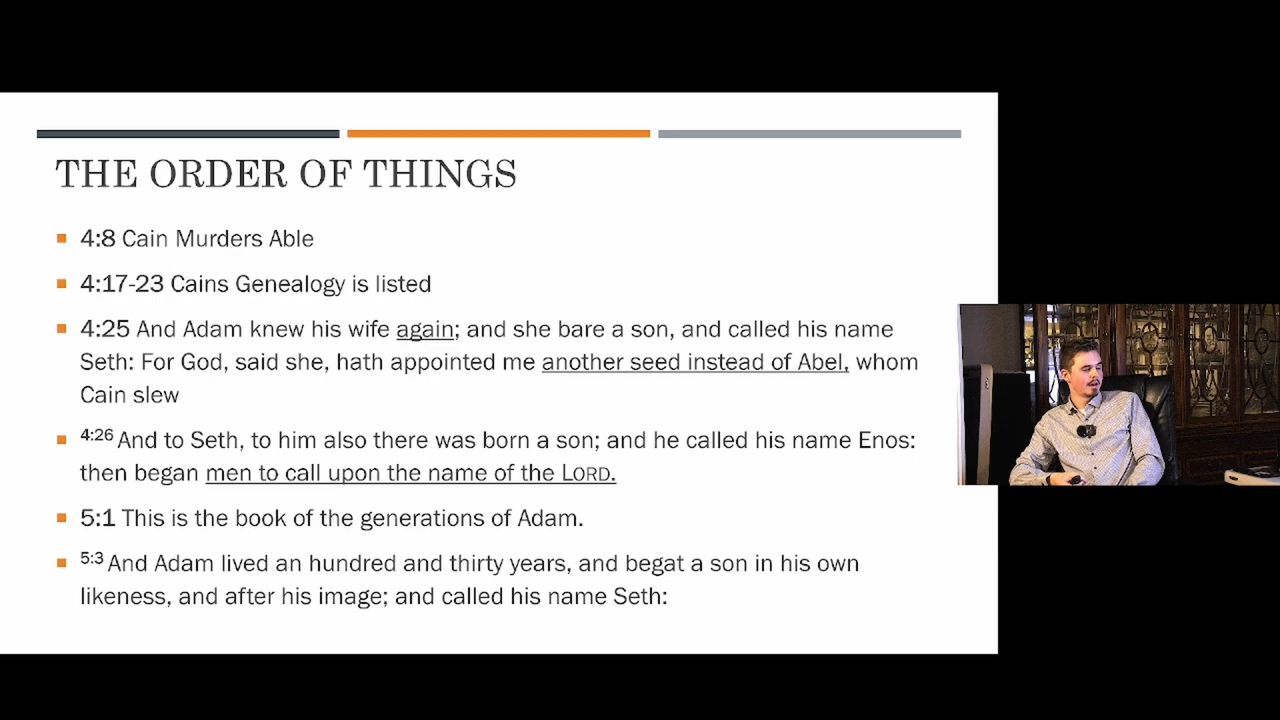 THE ORDER OF THINGS
4:8 Cain Murders Able
4:17-23 Cains Genealogy is listed
4:25 And Adam knew his wife again; and she bare a son, and called his name
Seth: For God, said she, hath appointed me another seed instead of Abel, whom
Cain slew
4:26 And to Seth, to him also there was born a son; and he called his name Enos:
then began men to call upon the name of the LORD.
5:1 This is the book of the generations of Adam.
5:3 And Adam lived an hundred and thirty years, and begat a son in his own
likeness, and after his image; and called his name Seth: